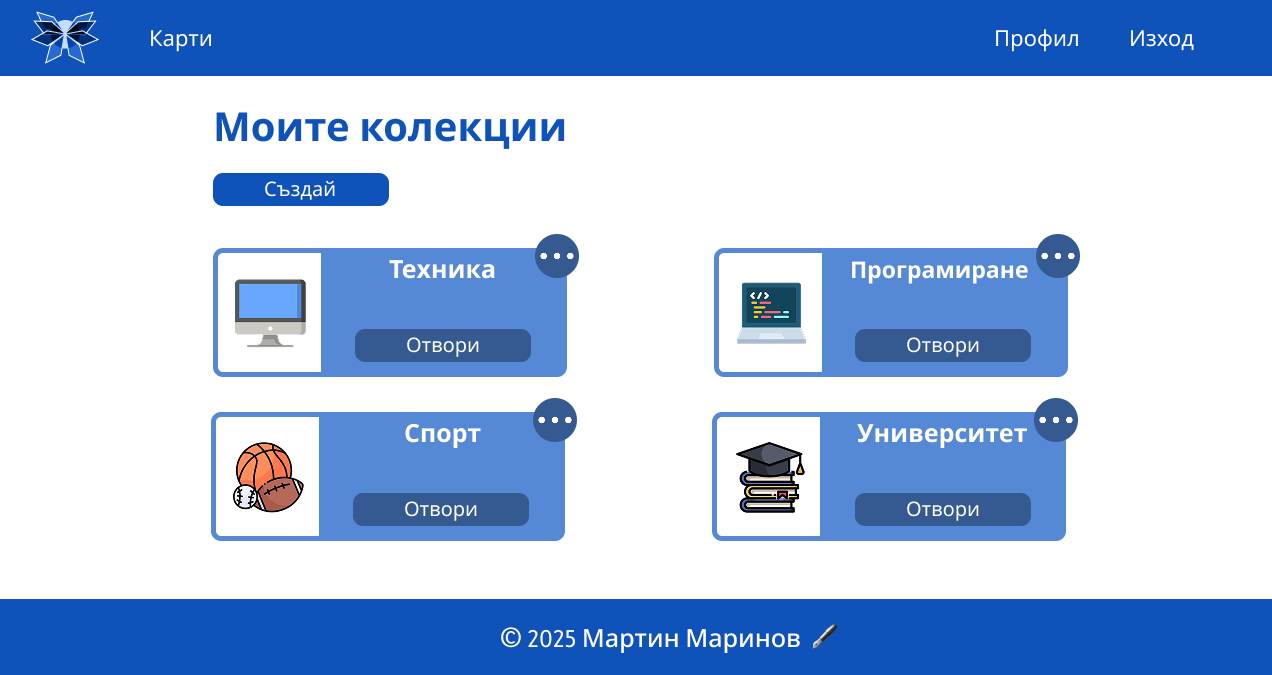 Карти
Профил
Изход
Моите колекции
Създай
Техника
Програмиране
Отвори
Отвори
Спорт
Университет
Отвори
Отвори
© 2025 Мартин Маринов